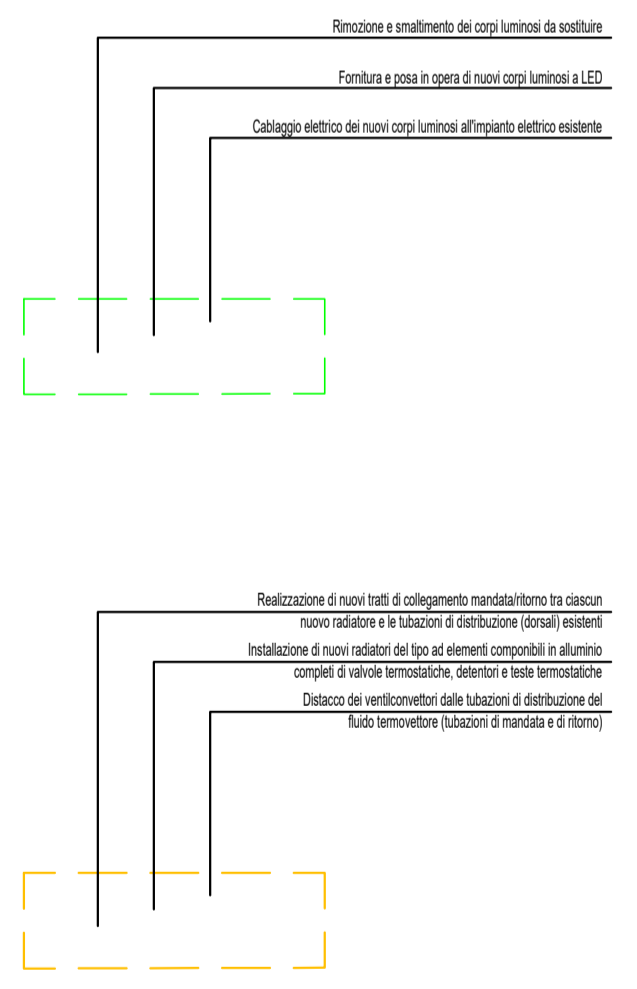 Rimozione e smaltimento dei corpi luminosi da sostituire
Fornitura e posa in opera di nuovi corpi luminosi a LED
Cablaggio elettrico dei nuovi corpi luminosi all'impianto elettrico esistente
Realizzazione di nuovi tratti di collegamento mandata/ritorno tra ciascun
nuovo radiatore e le tubazioni di distribuzione (dorsali) esistenti
Installazione di nuovi radiatori del tipo ad elementi componibili in alluminio
completi di valvole termostatiche, detentori e teste termostatiche
Distacco dei ventilconvettori dalle tubazioni di distribuzione del
fluido termovettore (tubazioni di mandata e di ritorno)